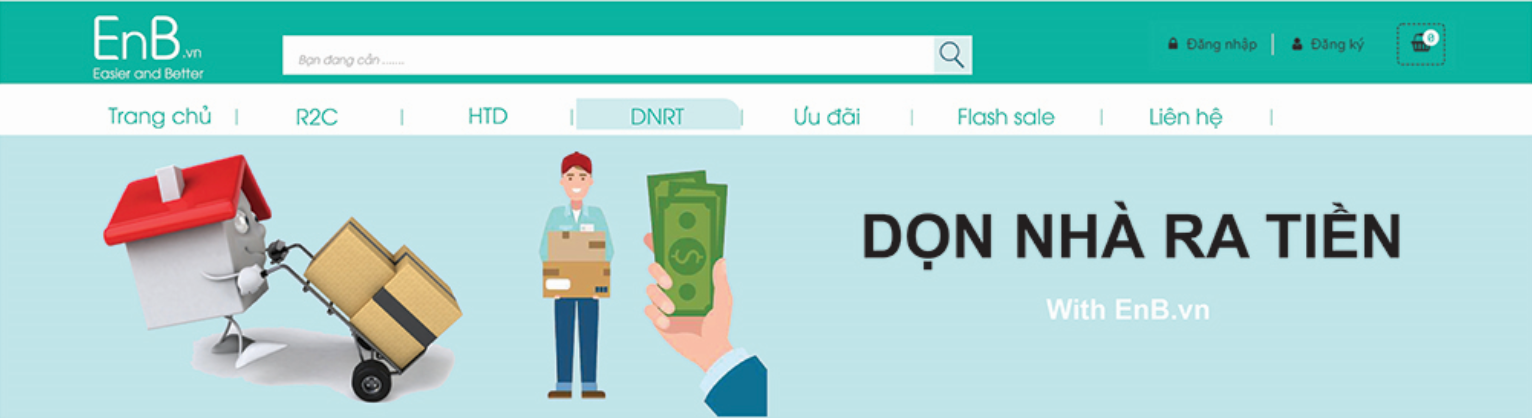 EnB.vn
Easier and Better
Bạn đang cần .......
Đăng nhập | Đăng ký
0
Trang chủ | R2C | HTD | DNRT | Ưu đãi | Flash sale | Liên hệ |
DỌN NHÀ RA TIỀN
With EnB.vn